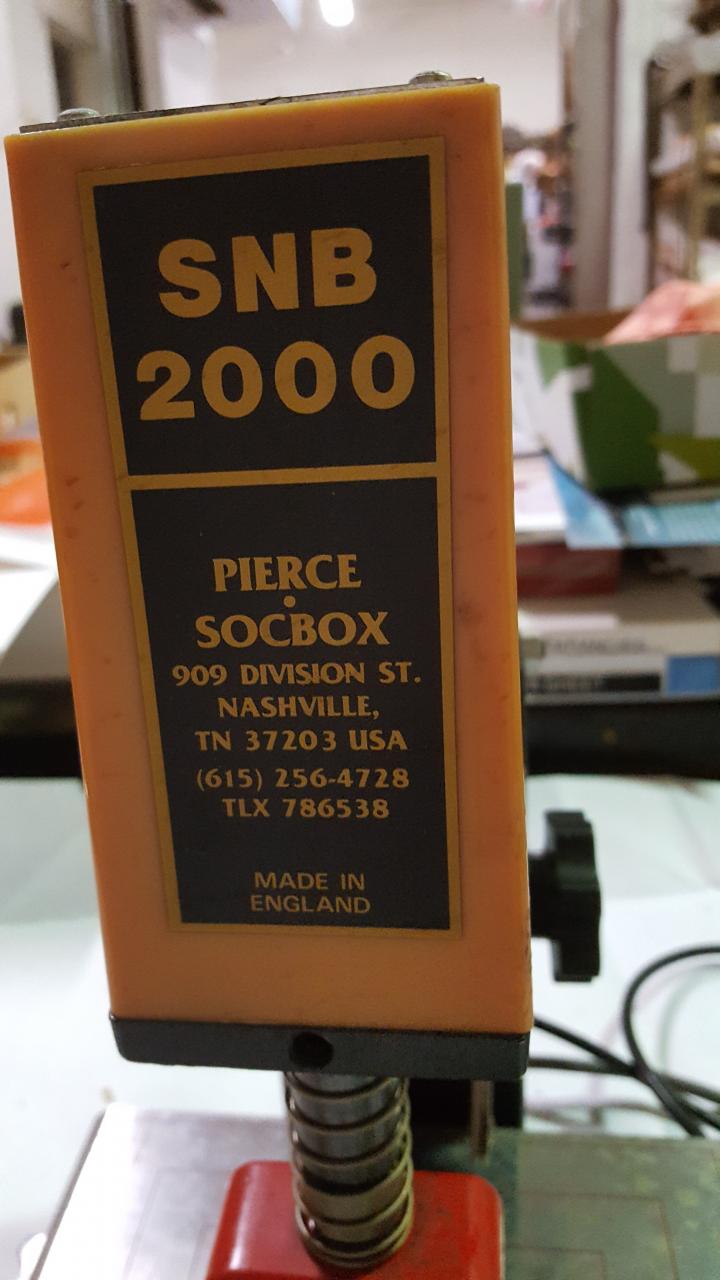 SNB
2000
PIERCE
•
SOCBOX
909 DIVISION ST.
NASHVILLE,
TN 37203 USA
(615) 256-4728
TLX 786538
MADE IN
ENGLAND